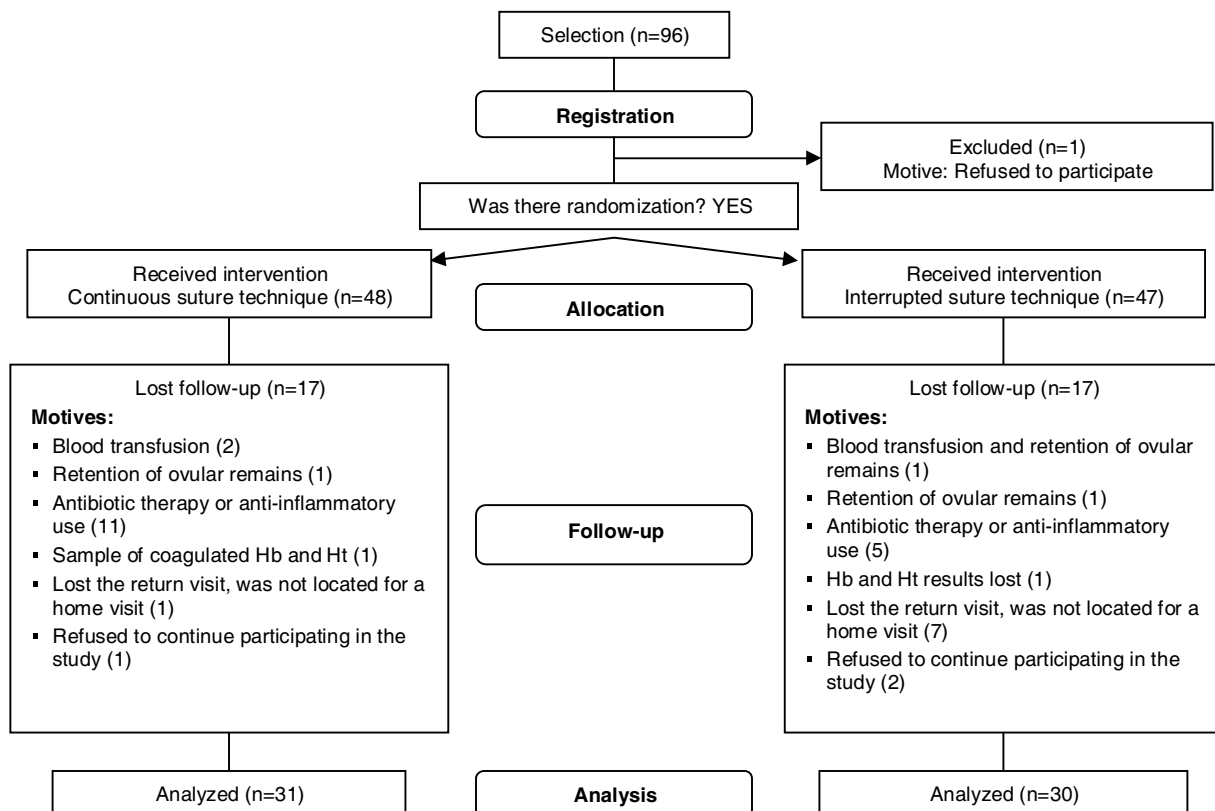 Selection (n=96)
Registration
Excluded (n=1)
Motive: Refused to participate
Was there randomization? YES
Received intervention
Continuous suture technique (n=48)
Allocation
Received intervention
Interrupted suture technique (n=47)
Lost follow-up (n=17)
Motives:
▪ Blood transfusion (2)
▪ Retention of ovular remains (1)
▪ Antibiotic therapy or anti-inflammatory
use (11)
▪ Sample of coagulated Hb and Ht (1)
▪ Lost the return visit, was not located for a
home visit (1)
▪ Refused to continue participating in the
study (1)
Follow-up
Lost follow-up (n=17)
Motives:
▪ Blood transfusion and retention of ovular
remains (1)
▪ Retention of ovular remains (1)
▪ Antibiotic therapy or anti-inflammatory
use (5)
▪ Hb and Ht results lost (1)
▪ Lost the return visit, was not located for a
home visit (7)
▪ Refused to continue participating in the
study (2)
Analyzed (n=31)
Analysis
Analyzed (n=30)